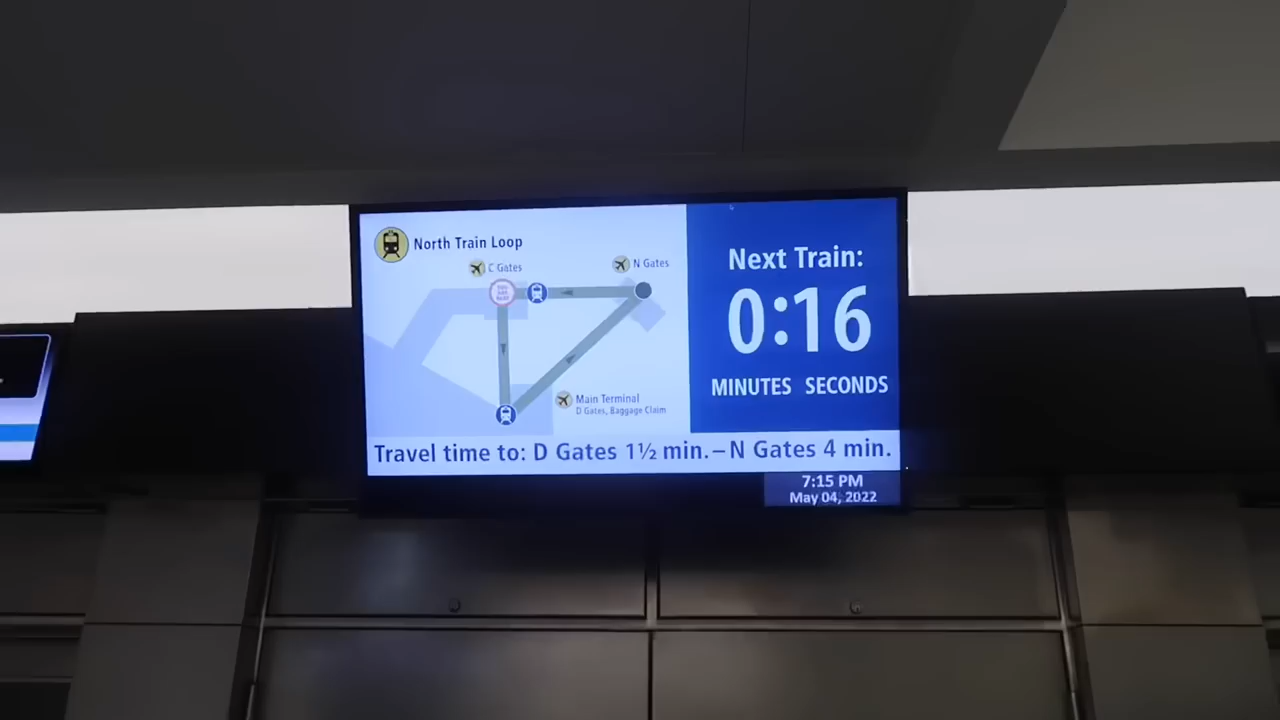 North Train Loop
C Gates
N Gates
Main Terminal
D Gates, Baggage Claim
Next Train:
0:16
MINUTES SECONDS
Travel time to: D Gates 1½ min.–N Gates 4 min.
7:15 PM
May 04, 2022